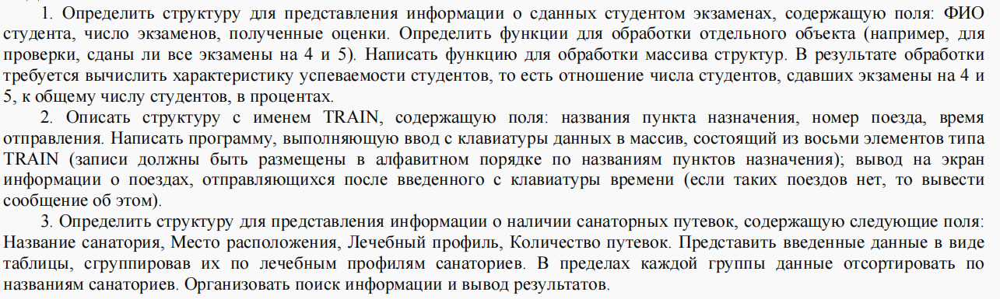 1. Определить структуру для представления информации о сданных студентом экзаменах, содержащую поля: ФИО
студента, число экзаменов, полученные оценки. Определить функции для обработки отдельного объекта (например, для
проверки, сданы ли все экзамены на 4 и 5). Написать функцию для обработки массива структур. В результате обработки
требуется вычислить характеристику успеваемости студентов, то есть отношение числа студентов, сдавших экзамены на 4 и
5, к общему числу студентов, в процентах.
2. Описать структуру с именем TRAIN, содержащую поля: названия пункта назначения, номер поезда, время
отправления. Написать программу, выполняющую ввод с клавиатуры данных в массив, состоящий из восьми элементов типа
TRAIN (записи должны быть размещены в алфавитном порядке по названиям пунктов назначения); вывод на экран
информации о поездах, отправляющихся после введенного с клавиатуры времени (если таких поездов нет, то вывести
сообщение об этом).
3. Определить структуру для представления информации о наличии санаторных путевок, содержащую следующие поля:
Название санатория, Место расположения, Лечебный профиль, Количество путевок. Представить введенные данные в виде
таблицы, сгруппировав их по лечебным профилям санаториев. В пределах каждой группы данные отсортировать по
названиям санаториев. Организовать поиск информации и вывод результатов.